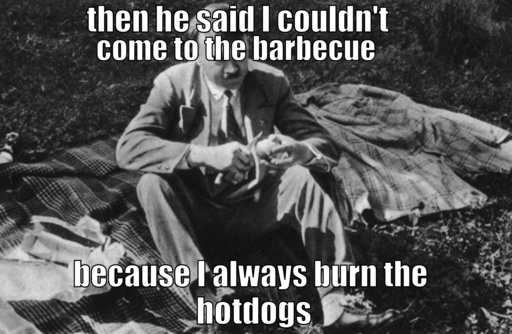 then he said I couldn't
come to the barbecue
because I always burn the
hotdogs